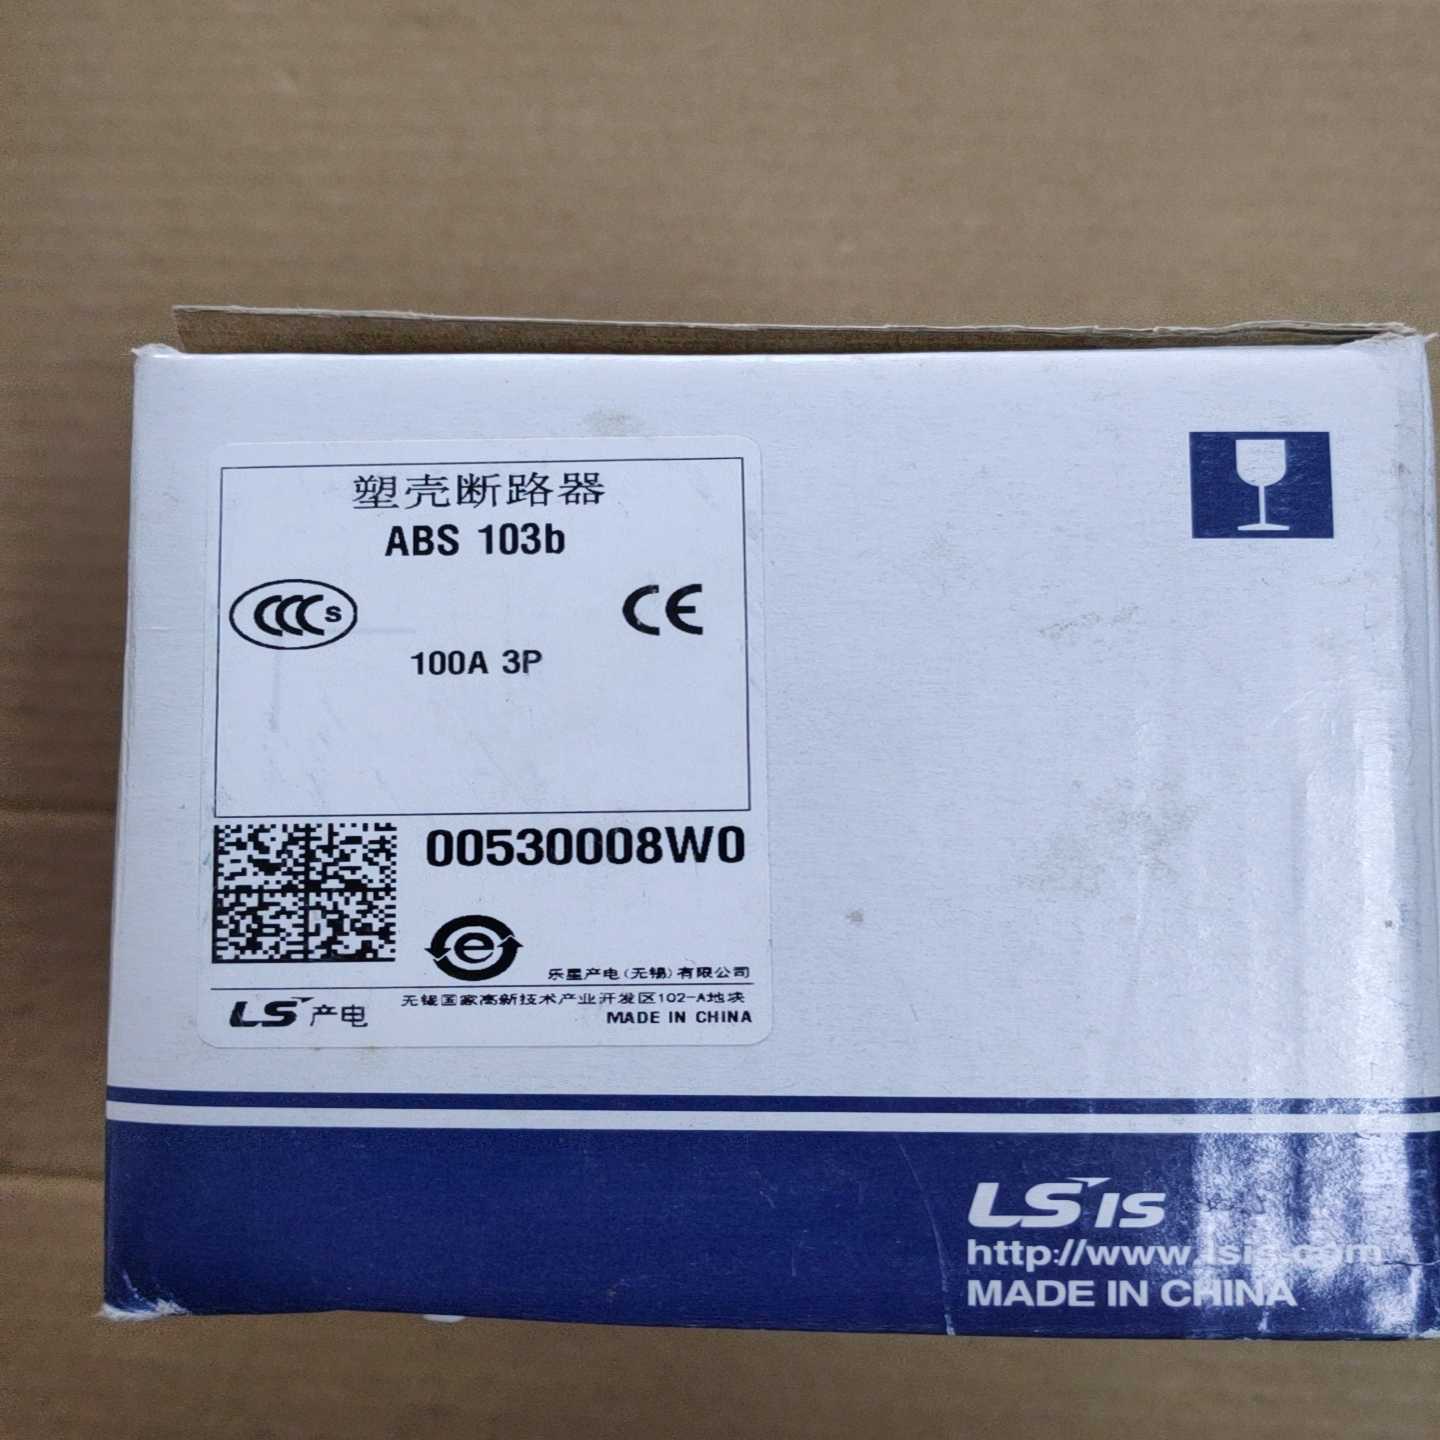 塑壳断路器
ABS 103b
CCC S
CE
100A 3P
00530008W0
e
乐星产电(无锡)有限公司
LS 产电
无锡国家高新技术产业开发区102-A地块
MADE IN CHINA
LS IS
http://www.lsis.com
MADE IN CHINA